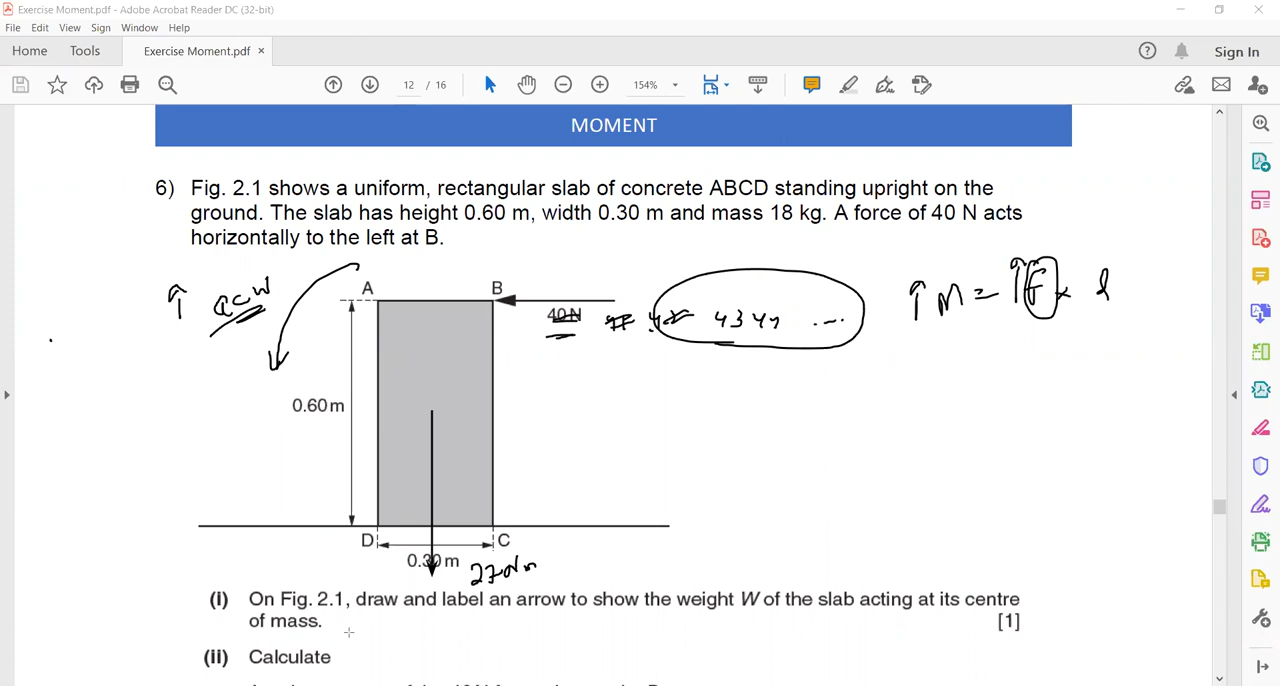 Exercise Moment.pdf - Adobe Acrobat Reader DC (32-bit)
File Edit View Sign Window Help
Home Tools Exercise Moment.pdf × Sign In
12 / 16 154%
MOMENT
6) Fig. 2.1 shows a uniform, rectangular slab of concrete ABCD standing upright on the
ground. The slab has height 0.60 m, width 0.30 m and mass 18 kg. A force of 40 N acts
horizontally to the left at B.
↑ acw
A B
40 N
43 44 ...
↑ M = ↑ F × d
0.60 m
D C
0.30 m
(i) On Fig. 2.1, draw and label an arrow to show the weight W of the slab acting at its centre
of mass. [1]
(ii) Calculate